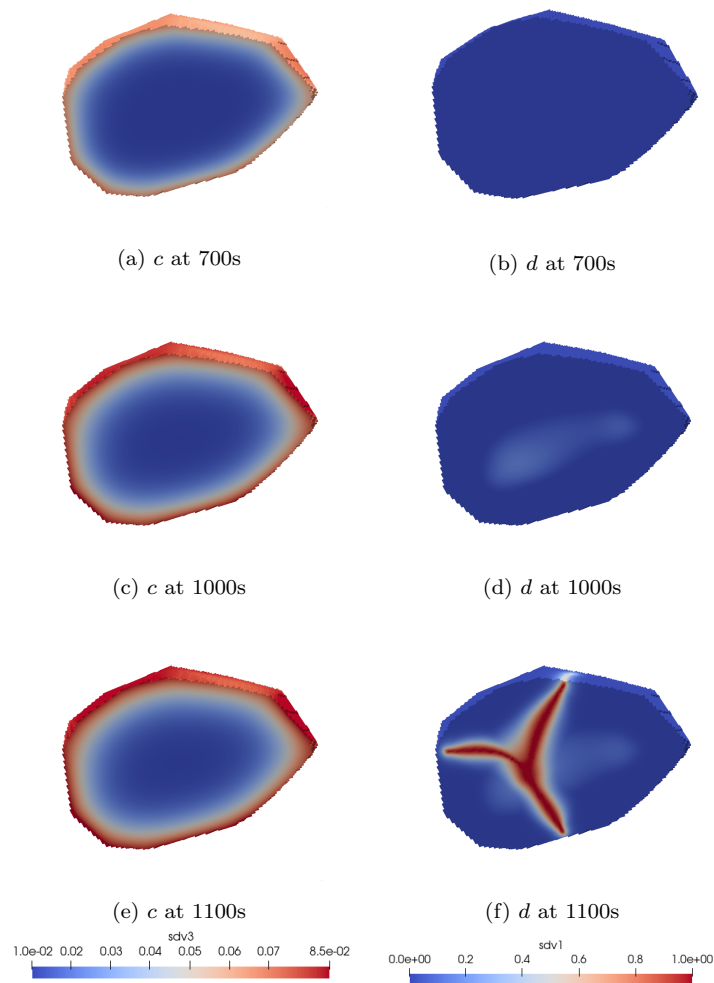 (a) c at 700s
(b) d at 700s
(c) c at 1000s
(d) d at 1000s
(e) c at 1100s
(f) d at 1100s
sdv3
1.0e-02 0.02 0.03 0.04 0.05 0.06 0.07 8.5e-02
sdv1
0.0e+00 0.2 0.4 0.6 0.8 1.0e+00